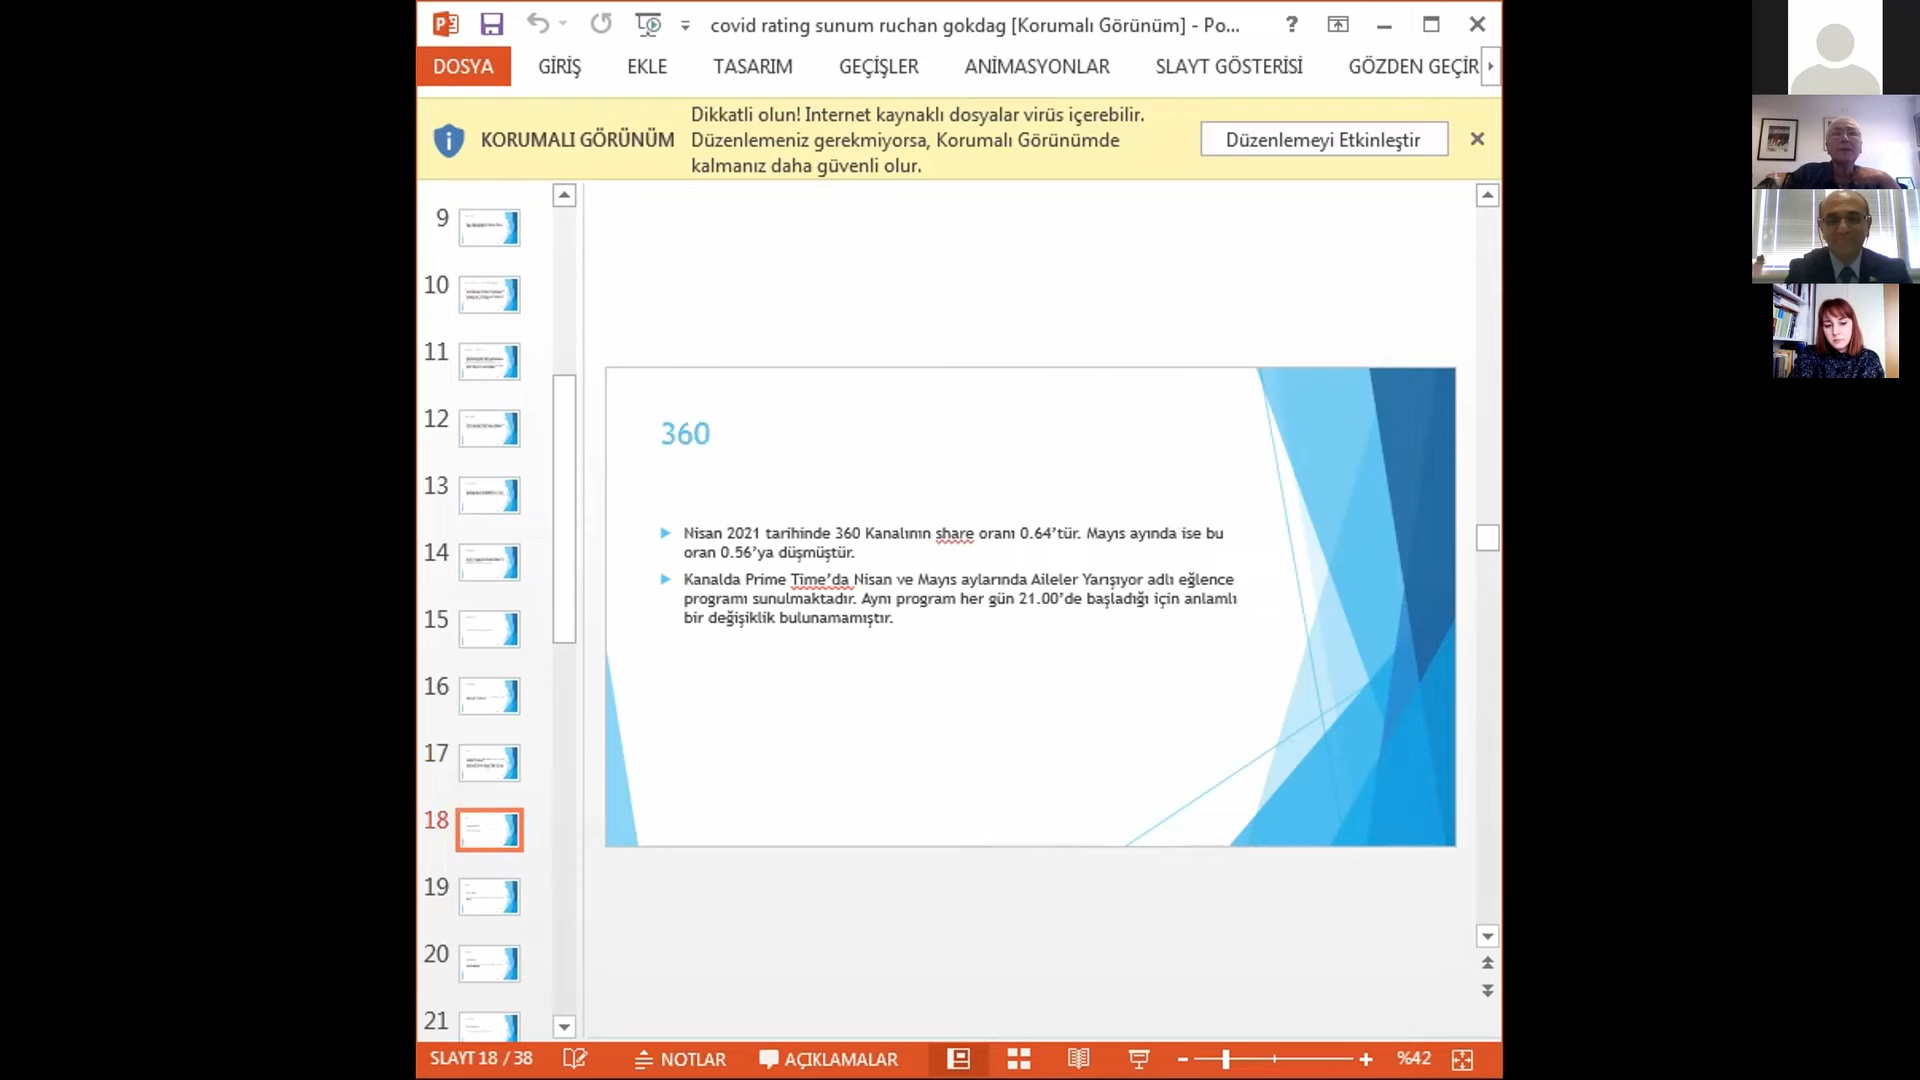 covid rating sunum ruchan gokdag [Korumalı Görünüm] - Po...
?
DOSYA GİRİŞ EKLE TASARIM GEÇİŞLER ANİMASYONLAR SLAYT GÖSTERİSİ GÖZDEN GEÇİR
KORUMALI GÖRÜNÜM
Dikkatli olun! Internet kaynaklı dosyalar virüs içerebilir.
Düzenlemeniz gerekmiyorsa, Korumalı Görünümde
kalmanız daha güvenli olur.
Düzenlemeyi Etkinleştir
9
10
11
12
13
14
15
16
17
18
19
20
21
360
Nisan 2021 tarihinde 360 Kanalının share oranı 0.64’tür. Mayıs ayında ise bu
oran 0.56’ya düşmüştür.
Kanalda Prime Time’da Nisan ve Mayıs aylarında Aileler Yarışıyor adlı eğlence
programı sunulmaktadır. Aynı program her gün 21.00’de başladığı için anlamlı
bir değişiklik bulunamamıştır.
SLAYT 18 / 38 NOTLAR AÇIKLAMALAR %42